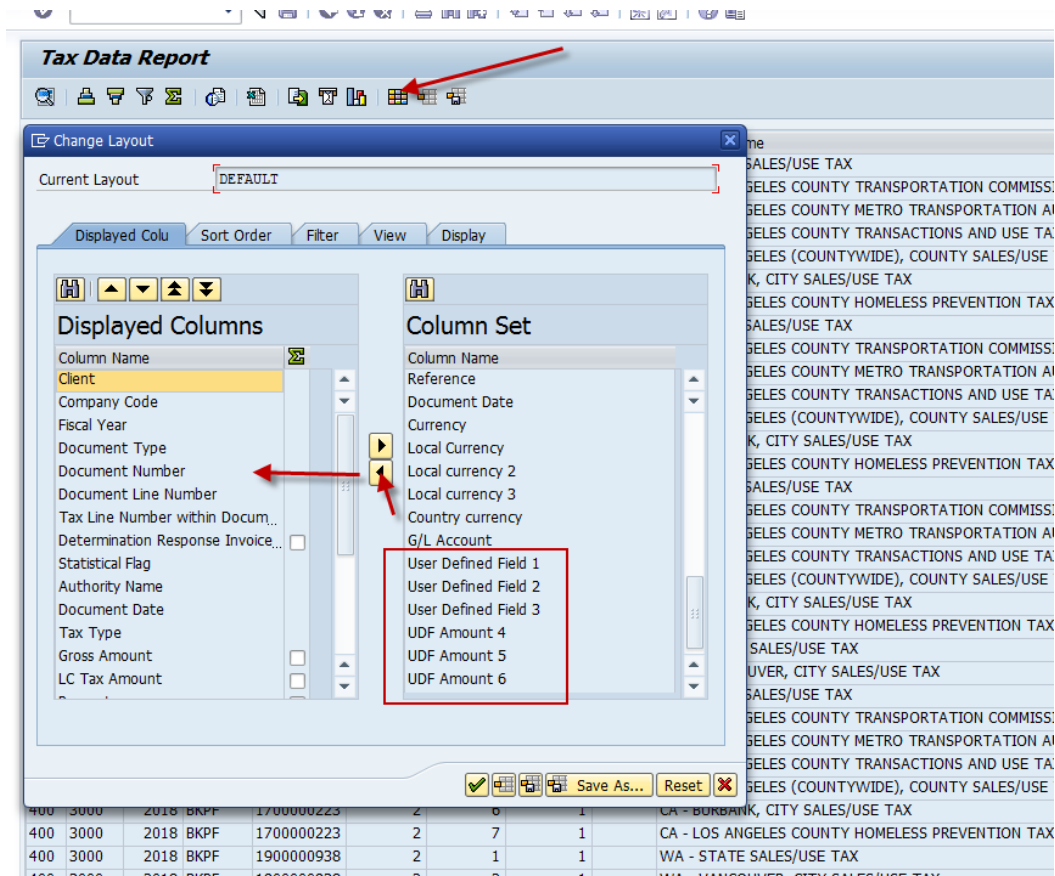 Tax Data Report
Change Layout
Current Layout DEFAULT
Displayed Colu Sort Order Filter View Display
Displayed Columns
Column Name
Client
Company Code
Fiscal Year
Document Type
Document Number
Document Line Number
Tax Line Number within Docum...
Determination Response Invoice...
Statistical Flag
Authority Name
Document Date
Tax Type
Gross Amount
LC Tax Amount
Column Set
Column Name
Reference
Document Date
Currency
Local Currency
Local currency 2
Local currency 3
Country currency
G/L Account
User Defined Field 1
User Defined Field 2
User Defined Field 3
UDF Amount 4
UDF Amount 5
UDF Amount 6
Save As... Reset
me
SALES/USE TAX
GELES COUNTY TRANSPORTATION COMMISSI
GELES COUNTY METRO TRANSPORTATION AU
GELES COUNTY TRANSACTIONS AND USE TAX
GELES (COUNTYWIDE), COUNTY SALES/USE
K, CITY SALES/USE TAX
GELES COUNTY HOMELESS PREVENTION TAX
SALES/USE TAX
GELES COUNTY TRANSPORTATION COMMISSI
GELES COUNTY METRO TRANSPORTATION AU
GELES COUNTY TRANSACTIONS AND USE TAX
GELES (COUNTYWIDE), COUNTY SALES/USE
K, CITY SALES/USE TAX
GELES COUNTY HOMELESS PREVENTION TAX
SALES/USE TAX
GELES COUNTY TRANSPORTATION COMMISSI
GELES COUNTY METRO TRANSPORTATION AU
GELES COUNTY TRANSACTIONS AND USE TAX
GELES (COUNTYWIDE), COUNTY SALES/USE
K, CITY SALES/USE TAX
GELES COUNTY HOMELESS PREVENTION TAX
SALES/USE TAX
UVER, CITY SALES/USE TAX
SALES/USE TAX
GELES COUNTY TRANSPORTATION COMMISSI
GELES COUNTY METRO TRANSPORTATION AU
GELES COUNTY TRANSACTIONS AND USE TAX
GELES (COUNTYWIDE), COUNTY SALES/USE
400 3000 2018 BKPF 1700000223 2 6 1 CA - BURBANK, CITY SALES/USE TAX
400 3000 2018 BKPF 1700000223 2 7 1 CA - LOS ANGELES COUNTY HOMELESS PREVENTION TAX
400 3000 2018 BKPF 1900000938 2 1 1 WA - STATE SALES/USE TAX